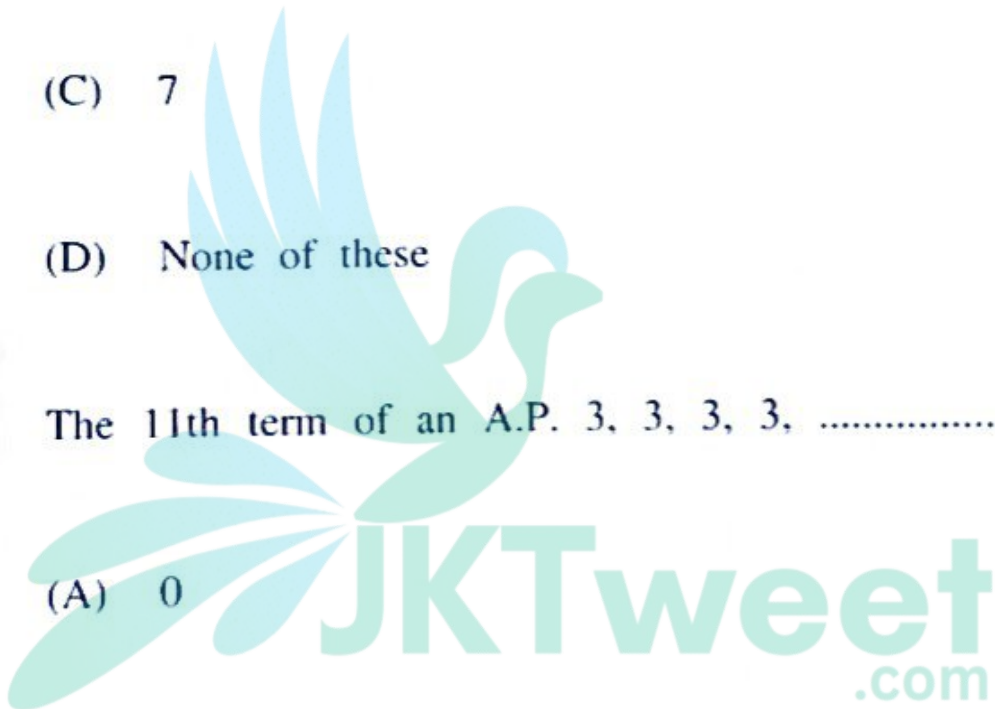 (C) 7
(D) None of these
The 11th term of an A.P. 3, 3, 3, 3, .................
(A) 0
JKTweet
.com